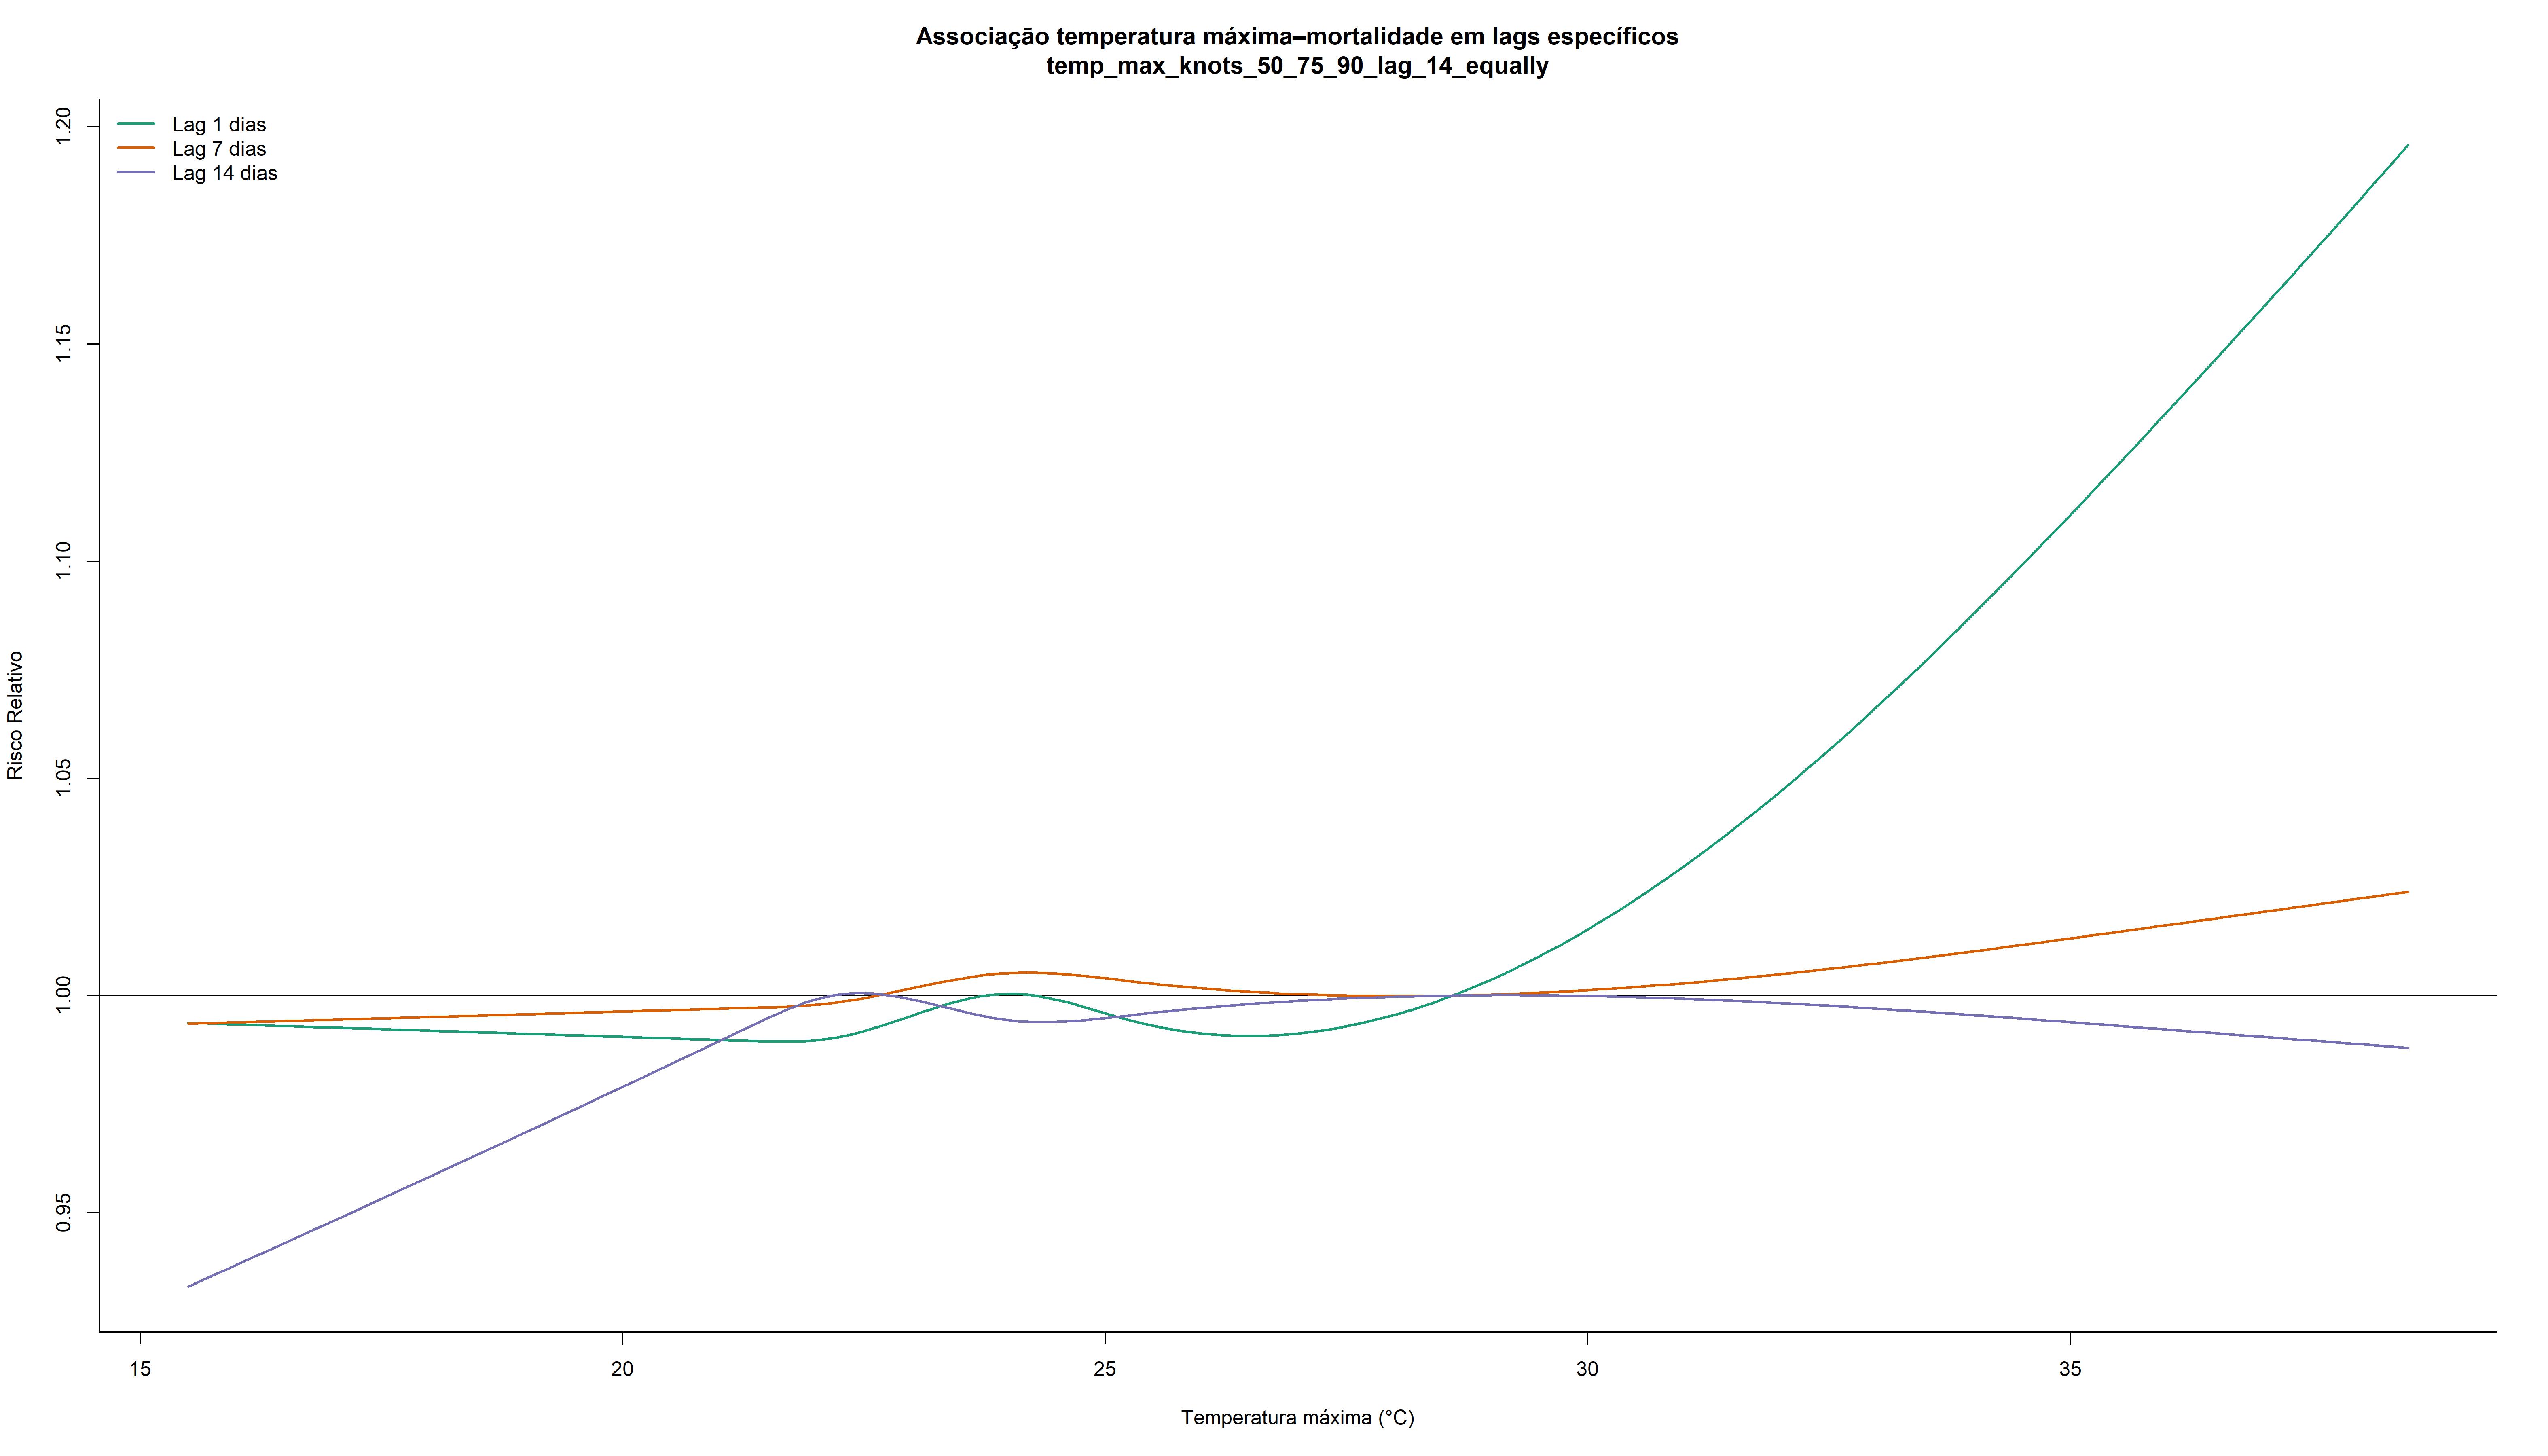 Associação temperatura máxima–mortalidade em lags específicos
temp_max_knots_50_75_90_lag_14_equally
Lag 1 dias
Lag 7 dias
Lag 14 dias
1.20
1.15
1.10
1.05
1.00
0.95
Risco Relativo
15 20 25 30 35
Temperatura máxima (°C)